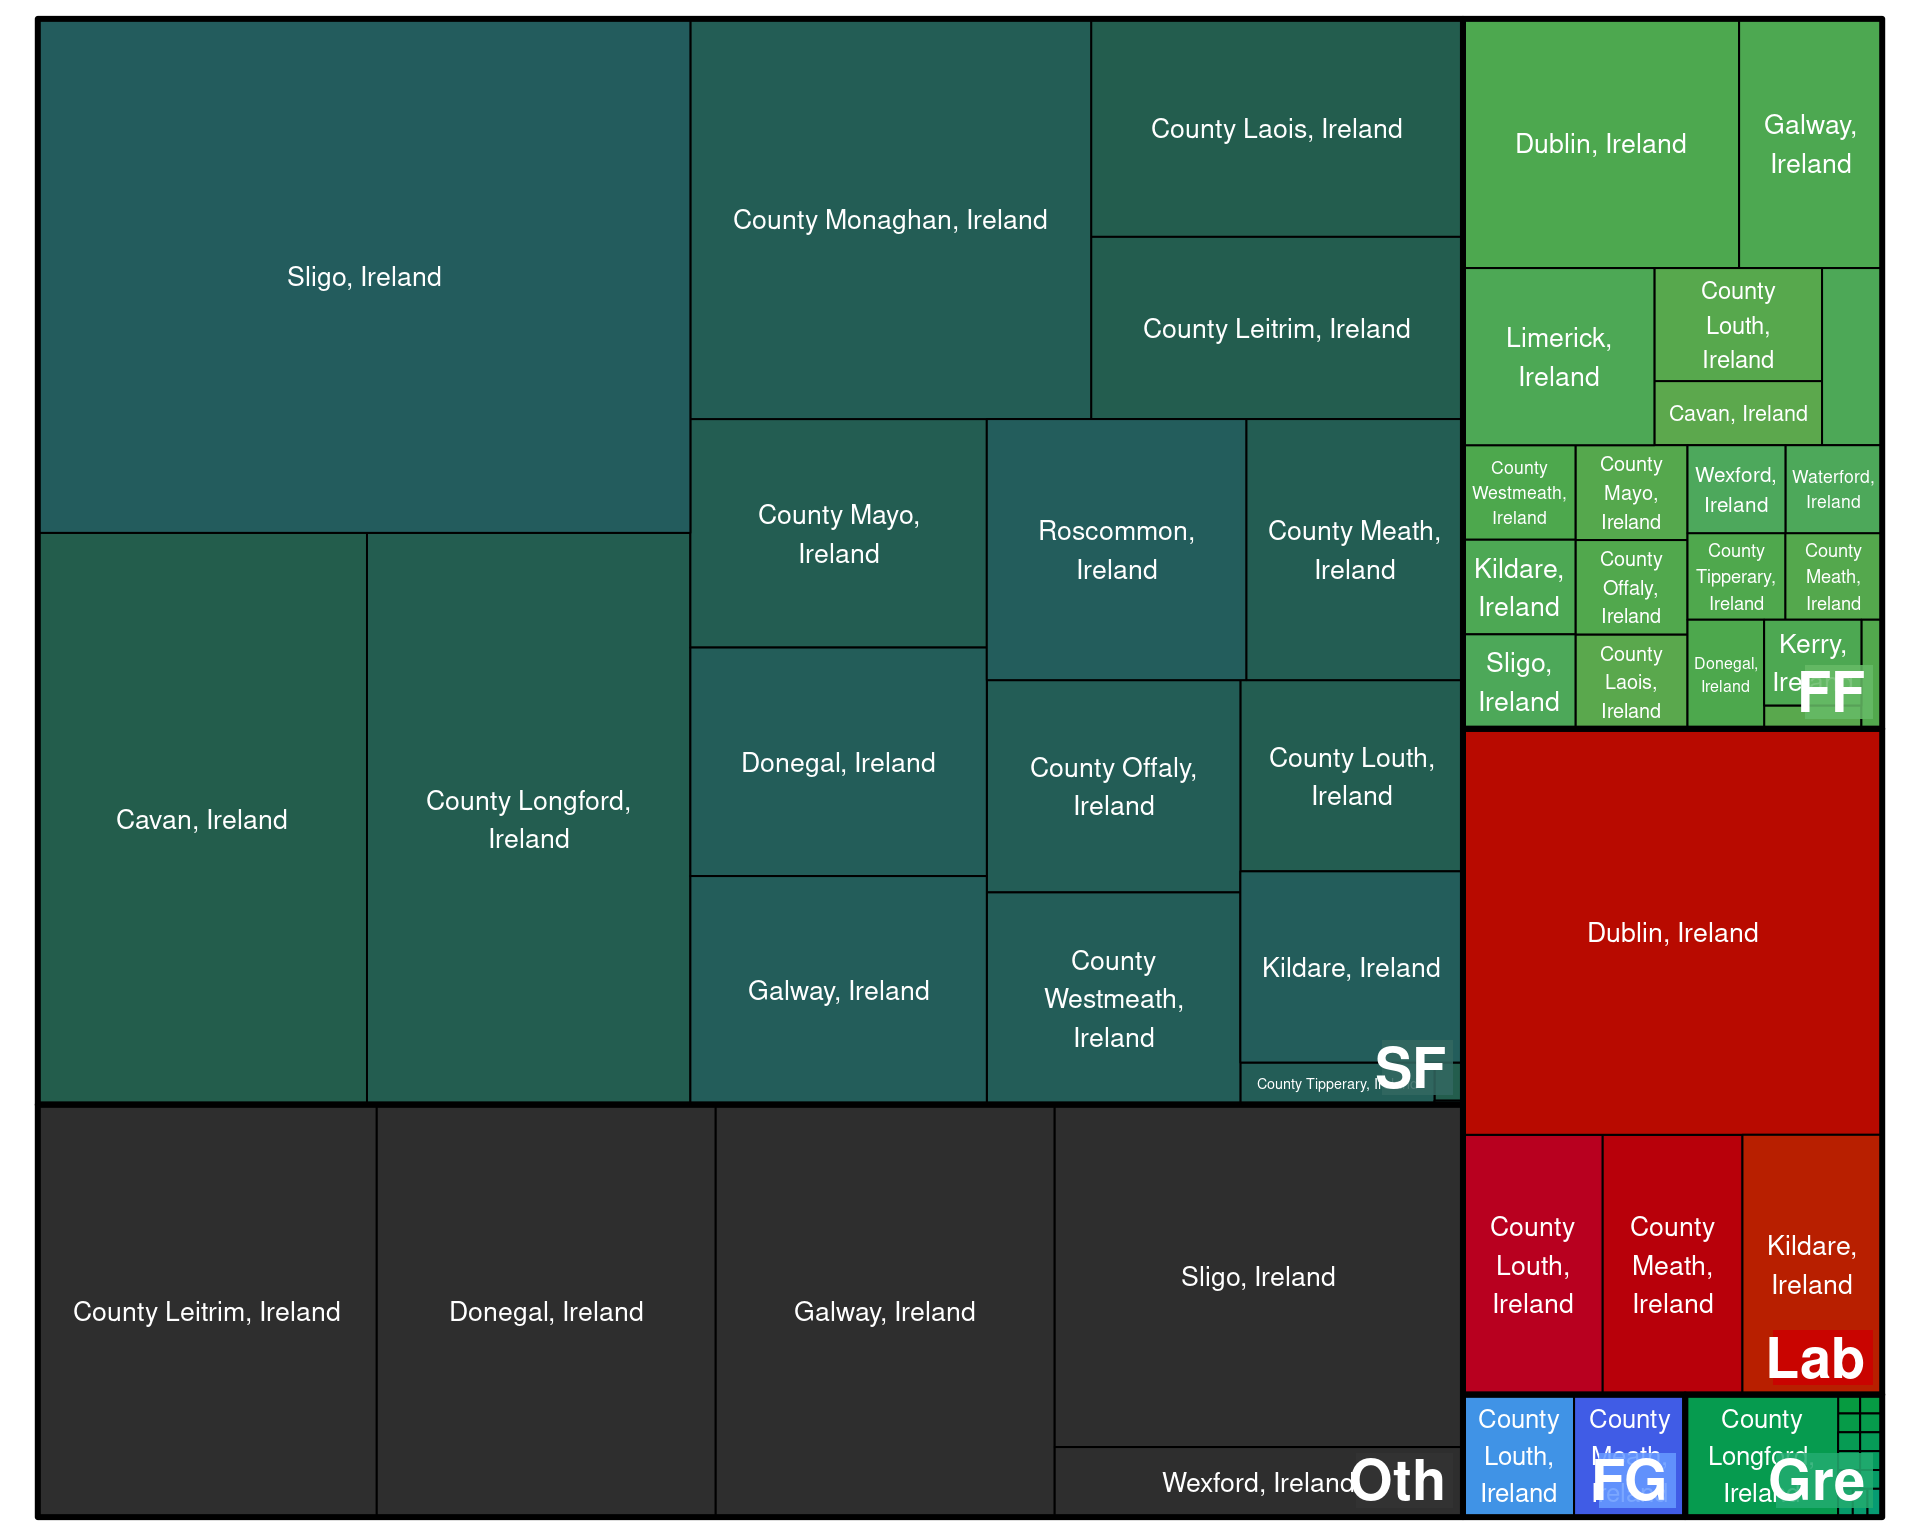 Sligo, Ireland
County Monaghan, Ireland
County Laois, Ireland
County Leitrim, Ireland
Cavan, Ireland
County Longford,
Ireland
County Mayo,
Ireland
Donegal, Ireland
Galway, Ireland
Roscommon,
Ireland
County Meath,
Ireland
County Offaly,
Ireland
County Louth,
Ireland
County
Westmeath,
Ireland
Kildare, Ireland
County Tipperary,
SF
County Leitrim, Ireland
Donegal, Ireland
Galway, Ireland
Sligo, Ireland
Wexford, Ireland
Oth
Dublin, Ireland
Galway,
Ireland
Limerick,
Ireland
County
Louth,
Ireland
Cavan, Ireland
County
Westmeath,
Ireland
County
Mayo,
Ireland
Wexford,
Ireland
Waterford,
Ireland
Kildare,
Ireland
County
Offaly,
Ireland
County
Tipperary,
Ireland
County
Meath,
Ireland
Sligo,
Ireland
County
Laois,
Ireland
Donegal,
Ireland
Kerry,
FF
Dublin, Ireland
County
Louth,
Ireland
County
Meath,
Ireland
Kildare,
Ireland
Lab
County
Louth,
Ireland
County
Meath,
FG
County
Longford,
Ireland
Gre